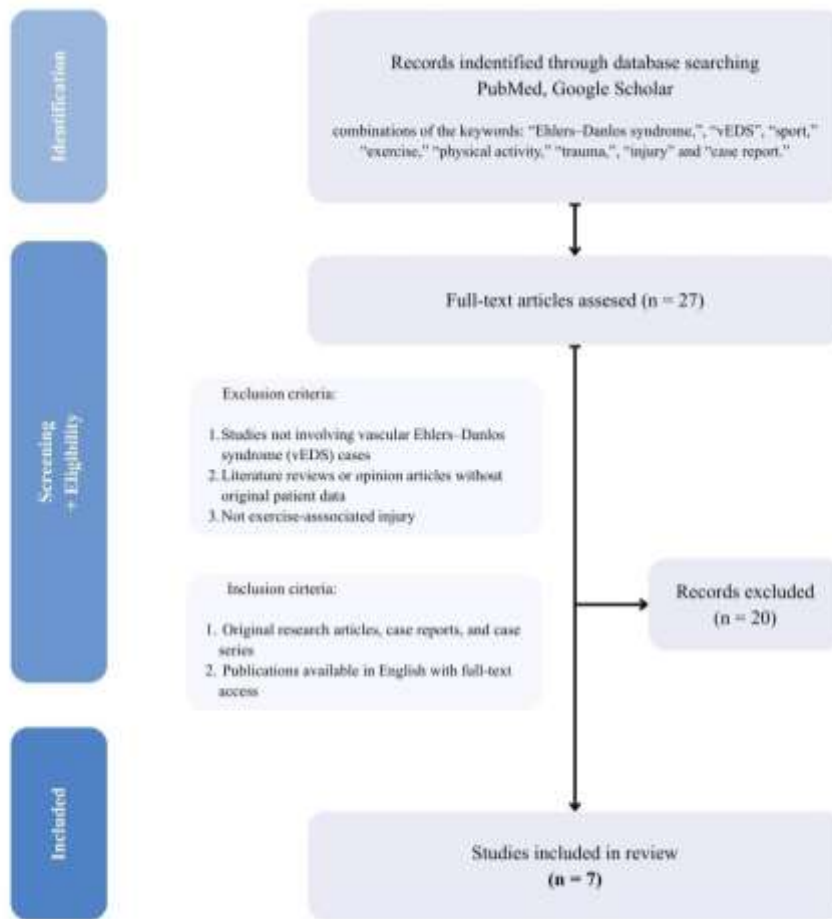 Identification
Records indentified through database searching
PubMed, Google Scholar
combinations of the keywords: “Ehlers–Danlos syndrome,”, “vEDS”, “sport,”
“exercise,” “physical activity,” “trauma,”, “injury” and “case report.”
Screening
+ Eligibility
Full-text articles assesed (n = 27)
Exclusion criteria:
1. Studies not involving vascular Ehlers–Danlos
syndrome (vEDS) cases
2. Literature reviews or opinion articles without
original patient data
3. Not exercise-asssociated injury
Inclusion cirteria:
1. Original research articles, case reports, and case
series
2. Publications available in English with full-text
access
Records excluded
(n = 20)
Included
Studies included in review
(n = 7)